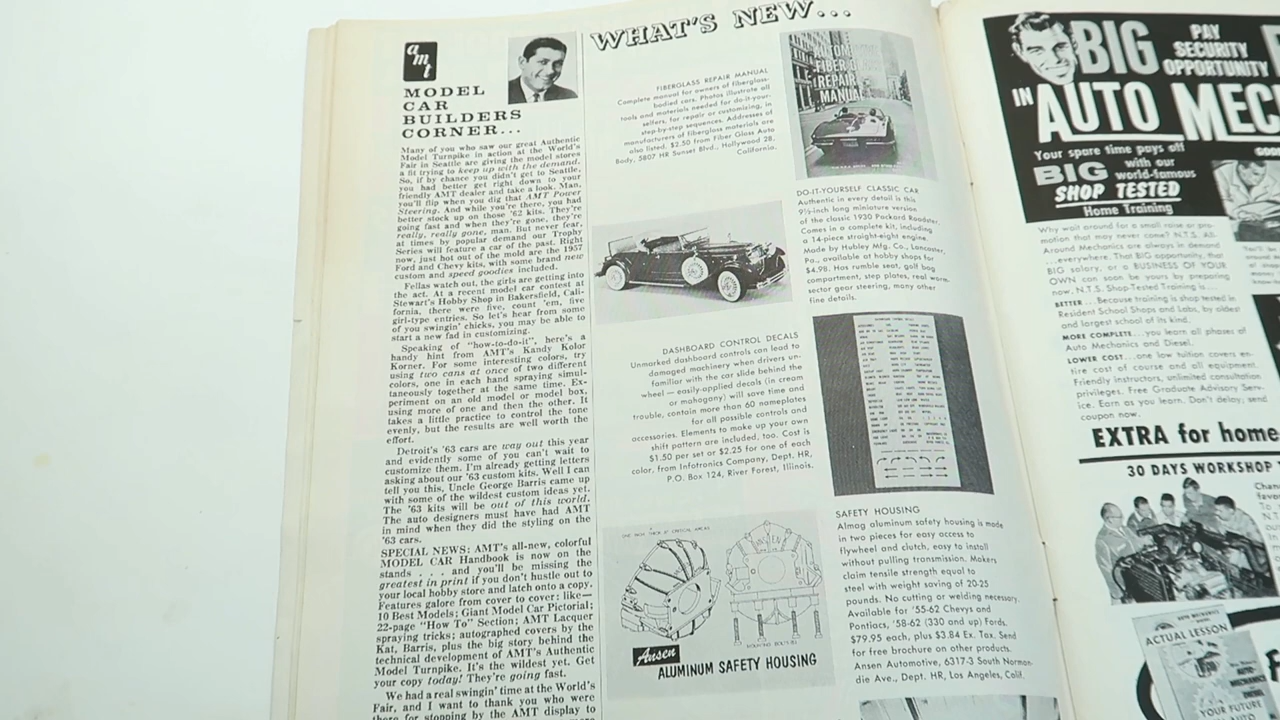 WHAT'S NEW...
amt
MODEL
CAR
BUILDERS
CORNER...
Many of you who saw our great Authentic
Model Turnpike in action at the World's
Fair in Seattle are giving the model stores
a fit trying to keep up with the demand.
So, if by chance you didn't get to Seattle,
you had better get right down to your
friendly AMT dealer and take a look. Man,
you'll flip when you dig that AMT Power
Steering. And while you're there, you had
better stock up on those '62 kits. They're
going fast and when they're gone, they're
really, really gone, man. But never fear,
at times by popular demand our Trophy
Series will feature a car of the past. Right
now, just hot out of the mold are the 1957
Ford and Chevy kits, with some brand new
custom and speed goodies included.
Fellas watch out, the girls are getting into
the act. At a recent model car contest at
Stewart's Hobby Shop in Bakersfield, Cali-
fornia, there were five, count 'em, five
girl-type entries. So let's hear from some
of you swingin' chicks, you may be able to
start a new fad in customizing.
Speaking of "how-to-do-it", here's a
handy hint from AMT's Kandy Kolor
Korner. For some interesting colors, try
using two cans at once of two different
colors, one in each hand spraying simul-
taneously together at the same time. Ex-
periment on an old model or model box,
using more of one and then the other. It
takes a little practice to control the tone
evenly, but the results are well worth the
effort.
Detroit's '63 cars are way out this year
and evidently some of you can't wait to
customize them. I'm already getting letters
asking about our '63 custom kits. Well I can
tell you this, Uncle George Barris came up
with some of the wildest custom ideas yet.
The '63 kits will be out of this world.
The auto designers must have had AMT
in mind when they did the styling on the
'63 cars.
SPECIAL NEWS: AMT's all-new, colorful
MODEL CAR Handbook is now on the
stands . . . and you'll be missing the
greatest in print if you don't hustle out to
your local hobby store and latch onto a copy.
Features galore from cover to cover: like—
10 Best Models; Giant Model Car Pictorial;
22-page "How To" Section; AMT Lacquer
spraying tricks; autographed covers by the
Kat, Barris, plus the big story behind the
technical development of AMT's Authentic
Model Turnpike. It's the wildest yet. Get
your copy today! They're going fast.
We had a real swingin' time at the World's
Fair, and I want to thank you who were
there for stopping by the AMT display to
FIBERGLASS REPAIR MANUAL
Complete manual for owners of fiberglass-
bodied cars. Photos illustrate all
tools and materials needed for do-it-your-
selfers, for repair or customizing, in
step-by-step sequences. Addresses of
manufacturers of fiberglass materials are
also listed. $2.50 from Fiber Glass Auto
Body, 5807 HR Sunset Blvd., Hollywood 28,
California.
REPAIR
MANUAL
DO-IT-YOURSELF CLASSIC CAR
Authentic in every detail is this
9½-inch long miniature version
of the classic 1930 Packard Roadster.
Comes in a complete kit, including
a 14-piece straight-eight engine.
Made by Hubley Mfg. Co., Lancaster,
Pa., available at hobby shops for
$4.98. Has rumble seat, golf bag
compartment, step plates, real worm
sector gear steering, many other
fine details.
DASHBOARD CONTROL DECALS
Unmarked dashboard controls can lead to
damaged machinery when drivers un-
familiar with the car slide behind the
wheel — easily-applied decals (in cream
or mahogany) will save time and
trouble, contain more than 60 nameplates
for all possible controls and
accessories. Elements to make up your own
shift pattern are included, too. Cost is
$1.50 per set or $2.25 for one of each
color, from Infotronics Company, Dept. HR,
P.O. Box 124, River Forest, Illinois.
Ansen
ALUMINUM SAFETY HOUSING
SAFETY HOUSING
Almag aluminum safety housing is made
in two pieces for easy access to
flywheel and clutch, easy to install
without pulling transmission. Makers
claim tensile strength equal to
steel with weight saving of 20-25
pounds. No cutting or welding necessary.
Available for '55-62 Chevys and
Pontiacs, '58-62 (330 and up) Fords.
$79.95 each, plus $3.84 Ex. Tax. Send
for free brochure on other products.
Ansen Automotive, 6317-3 South Norman-
die Ave., Dept. HR, Los Angeles, Calif.
BIG
PAY
SECURITY
OPPORTUNITY
IN AUTO MEC
Your spare time pays off
BIG with our
world-famous
SHOP TESTED
Home Training
Why wait around for a small raise or pro-
motion that may never come? N.T.S. All-
Around Mechanics are always in demand
...everywhere. That BIG opportunity, that
BIG salary, or a BUSINESS OF YOUR
OWN can soon be yours by preparing
now. N.T.S. Shop-Tested Training is...
BETTER...Because training is shop tested in
Resident School Shops and Labs, by oldest
and largest school of its kind.
MORE COMPLETE...you learn all phases of
Auto Mechanics and Diesel.
LOWER COST...one low tuition covers en-
tire cost of course and all equipment.
Friendly instructors, unlimited consultation
privileges. Free Graduate Advisory Serv-
ice. Earn as you learn. Don't delay; send
coupon now.
EXTRA for home
30 DAYS WORKSHOP
ACTUAL LESSON
YOUR FUTURE